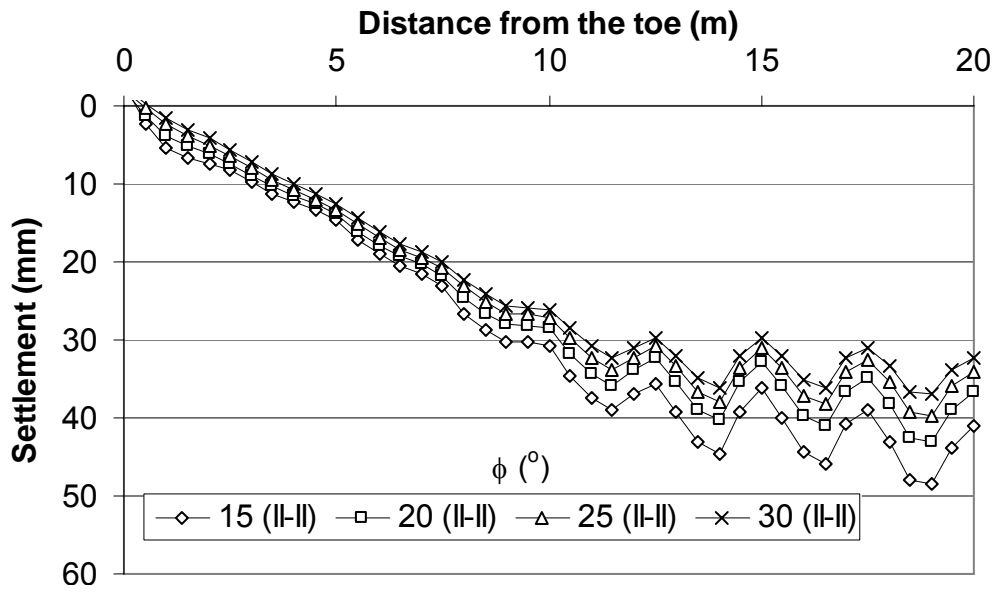 Distance from the toe (m)
0 5 10 15 20
0
10
20
30
40
50
60
Settlement (mm)
ϕ (º)
15 (II-II) 20 (II-II) 25 (II-II) 30 (II-II)